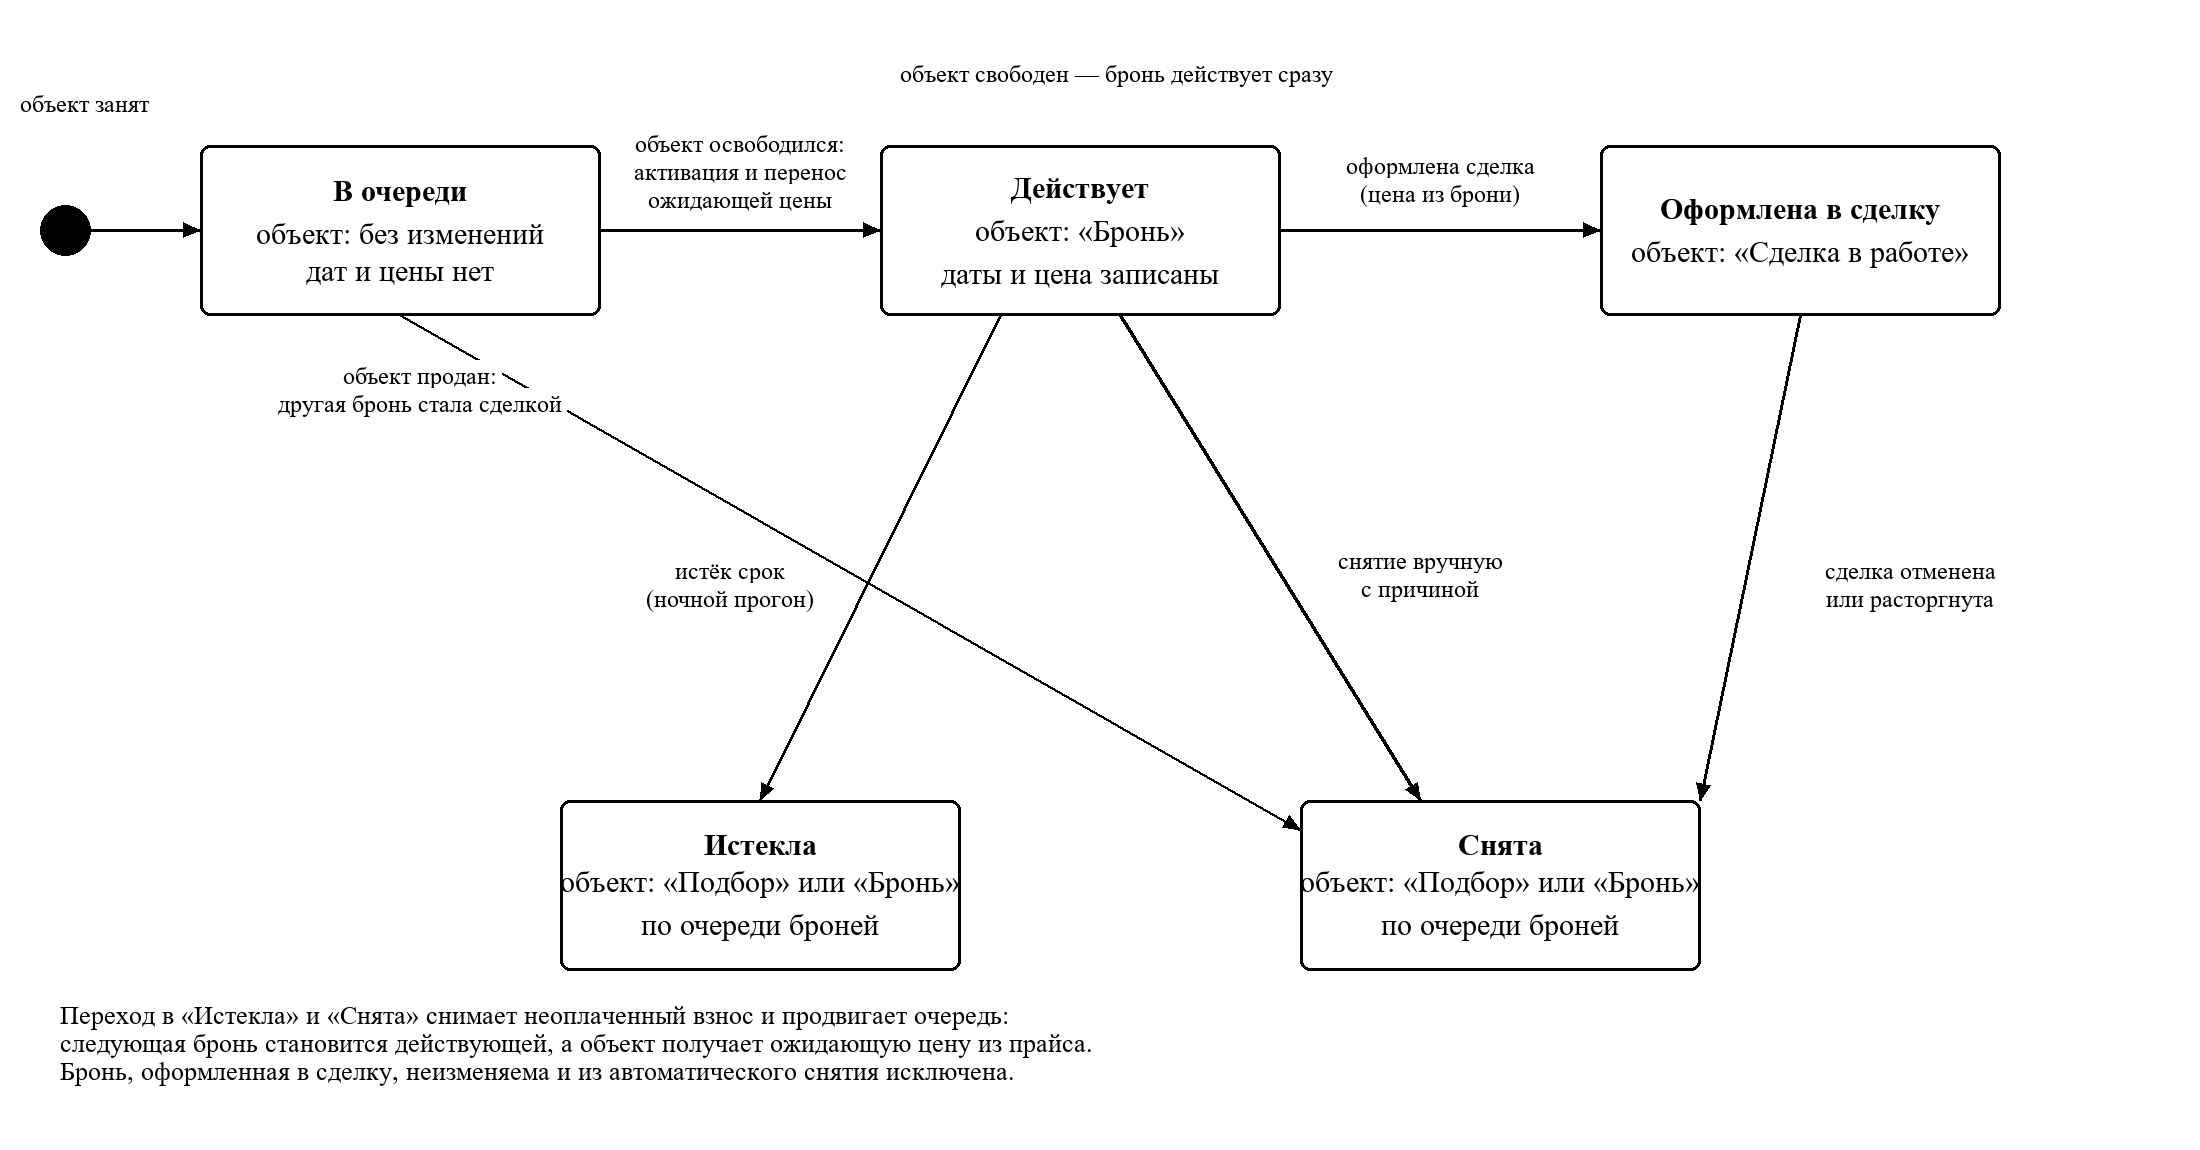 объект свободен — бронь действует сразу
объект занят
В очереди
объект: без изменений
дат и цены нет
объект освободился:
активация и перенос
ожидающей цены
Действует
объект: «Бронь»
даты и цена записаны
оформлена сделка
(цена из брони)
Оформлена в сделку
объект: «Сделка в работе»
объект продан:
другая бронь стала сделкой
истёк срок
(ночной прогон)
снятие вручную
с причиной
сделка отменена
или расторгнута
Истекла
объект: «Подбор» или «Бронь»
по очереди броней
Снята
объект: «Подбор» или «Бронь»
по очереди броней
Переход в «Истекла» и «Снята» снимает неоплаченный взнос и продвигает очередь:
следующая бронь становится действующей, а объект получает ожидающую цену из прайса.
Бронь, оформленная в сделку, неизменяема и из автоматического снятия исключена.